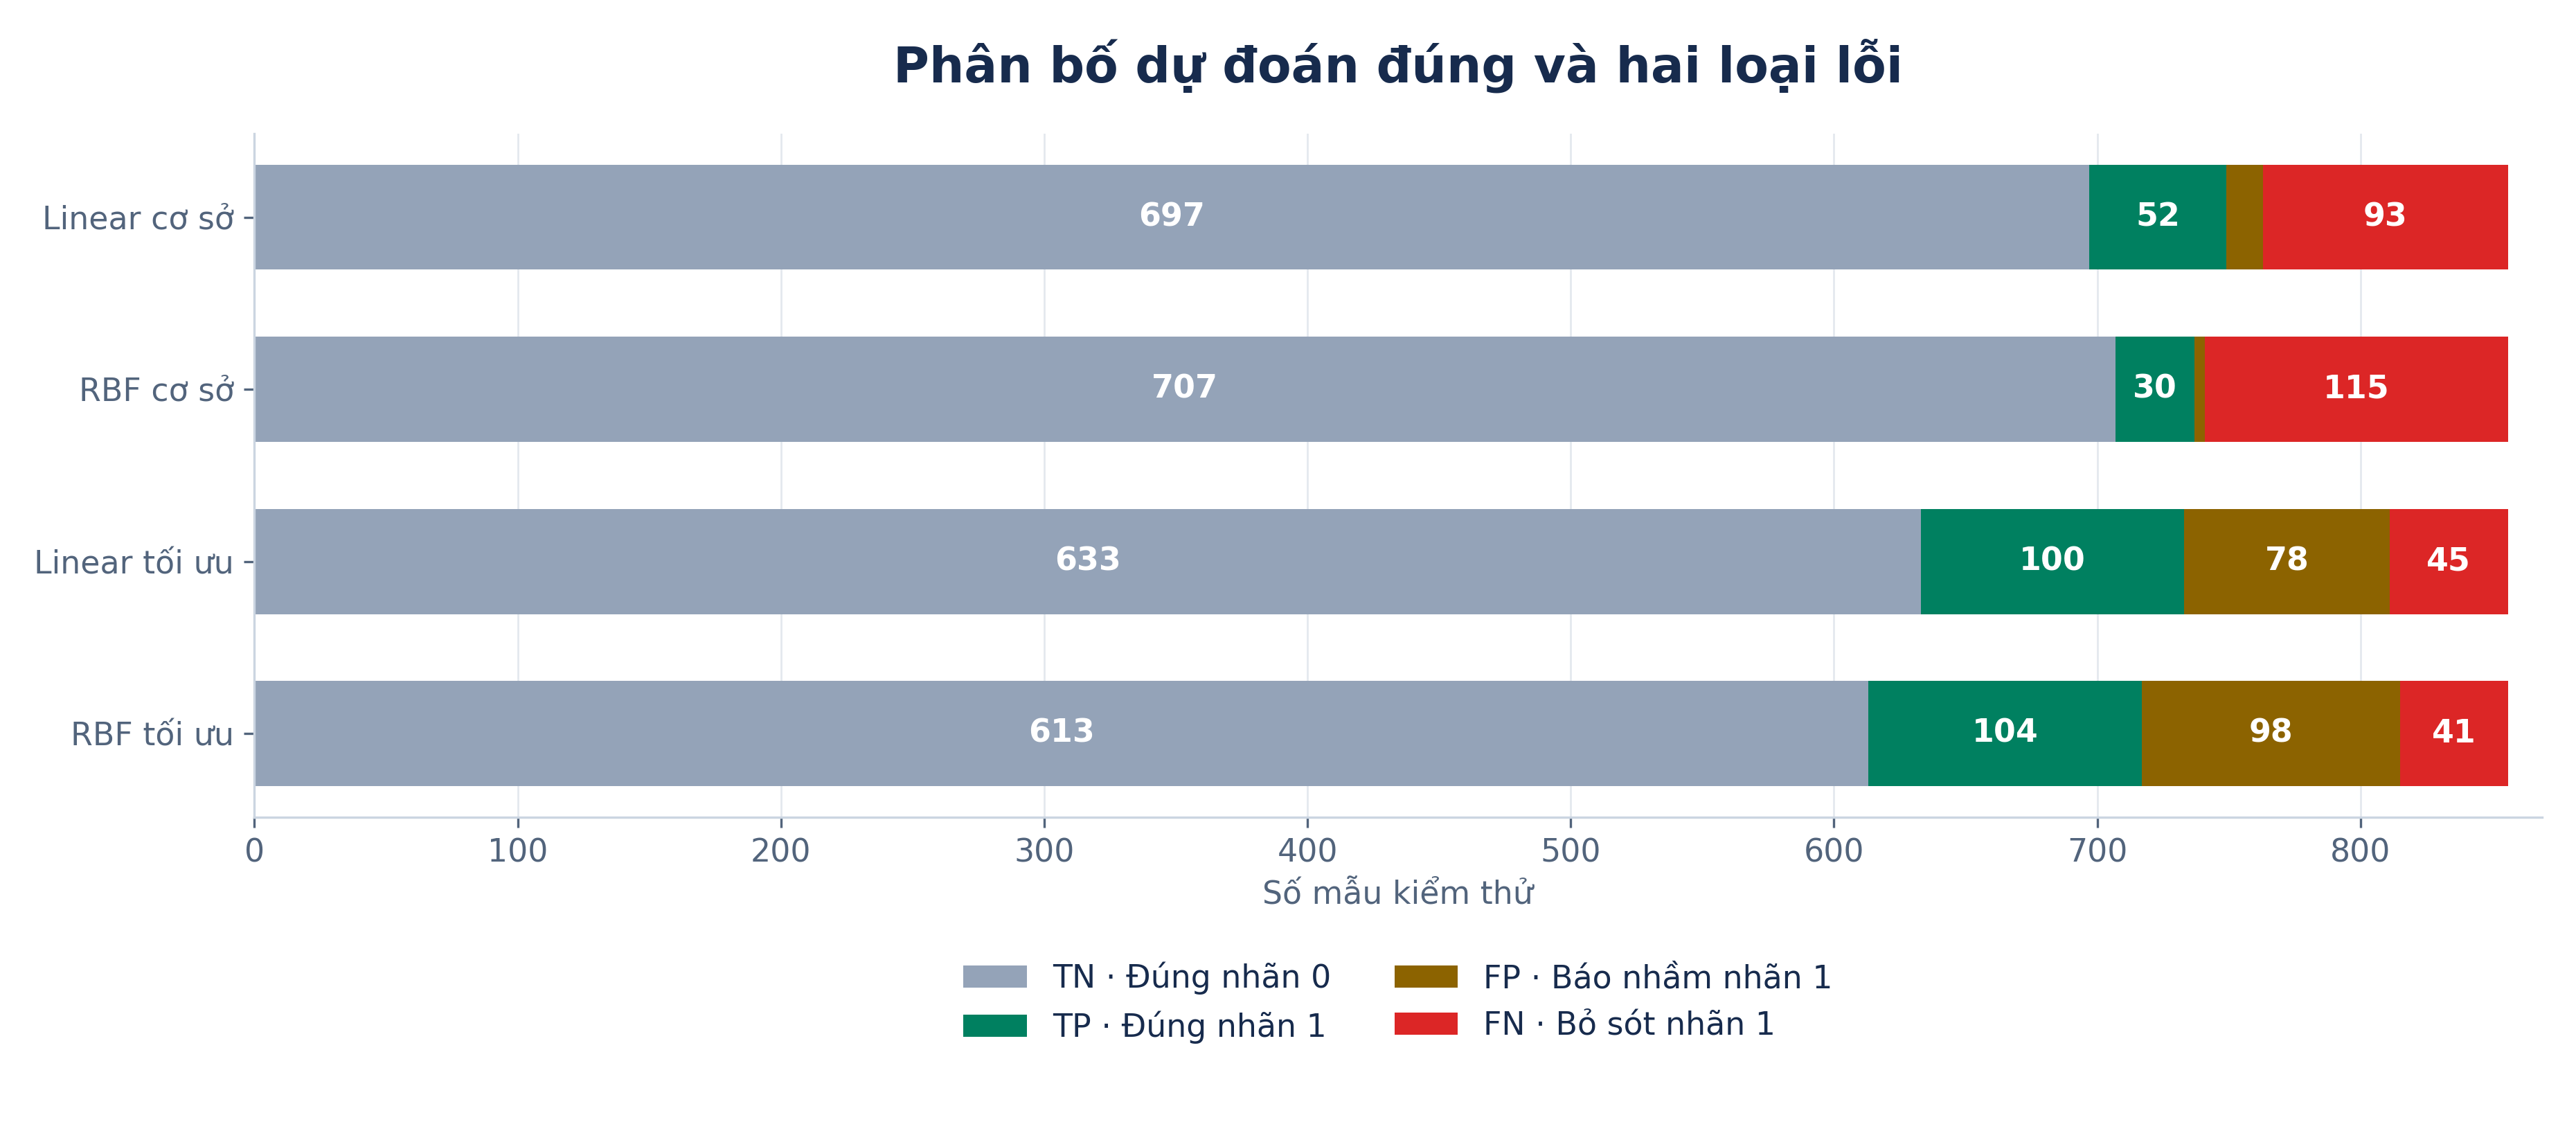 Phân bố dự đoán đúng và hai loại lỗi
Linear cơ sở
697
52
93
RBF cơ sở
707
30
115
Linear tối ưu
633
100
78
45
RBF tối ưu
613
104
98
41
0 100 200 300 400 500 600 700 800
Số mẫu kiểm thử
TN · Đúng nhãn 0
TP · Đúng nhãn 1
FP · Báo nhầm nhãn 1
FN · Bỏ sót nhãn 1